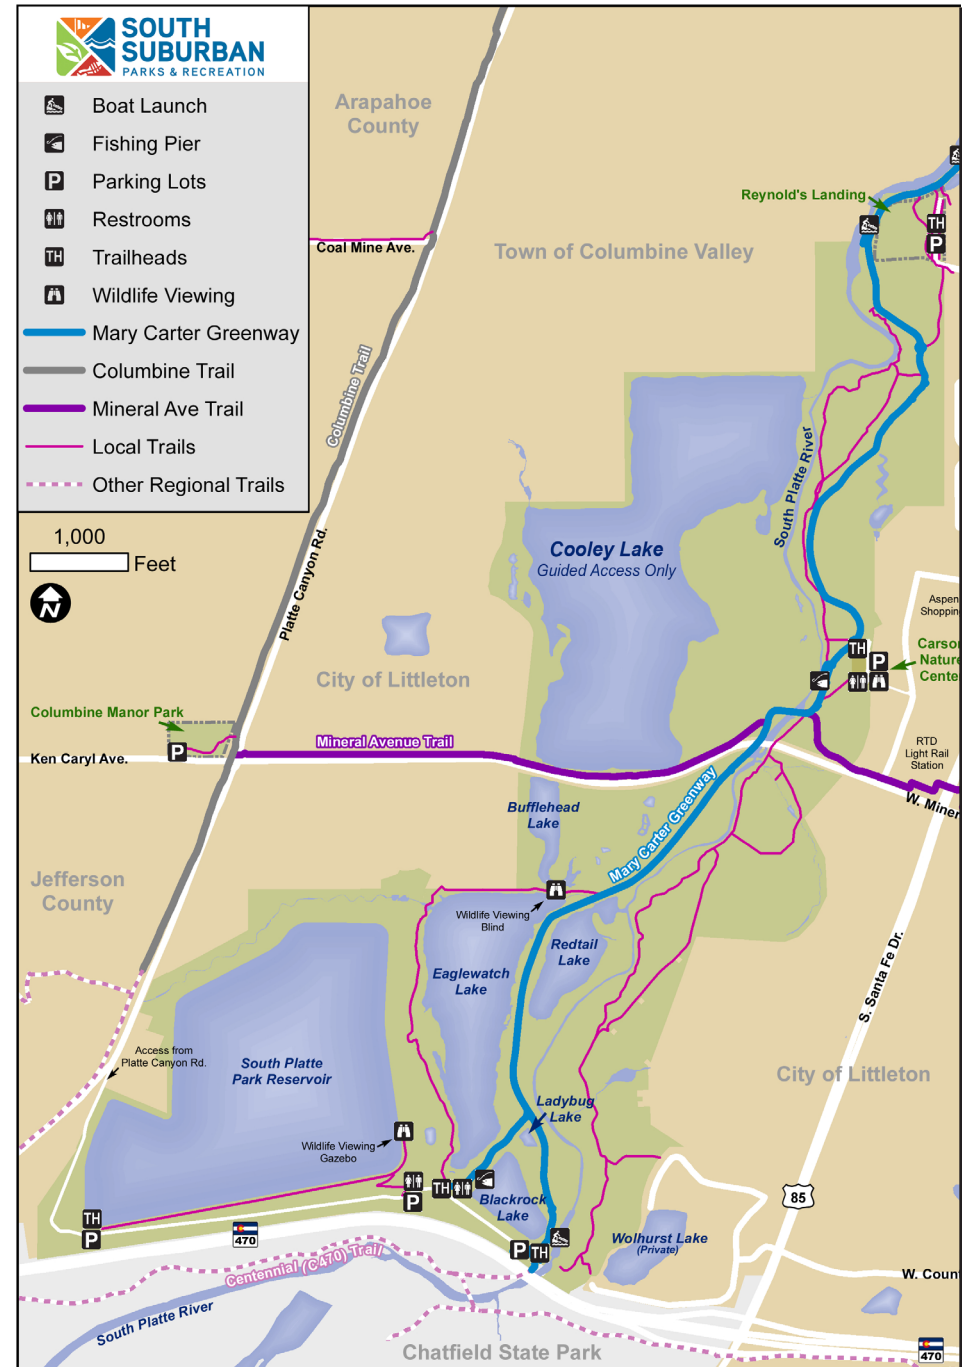 SOUTH
SUBURBAN
PARKS & RECREATION
Boat Launch
Fishing Pier
P
Parking Lots
Restrooms
TH
Trailheads
Wildlife Viewing
Mary Carter Greenway
Columbine Trail
Mineral Ave Trail
Local Trails
Other Regional Trails
1,000
Feet
N
Arapahoe
County
Coal Mine Ave.
Town of Columbine Valley
Reynold's Landing
TH
P
Columbine Trail
Platte Canyon Rd.
South Platte River
Cooley Lake
Guided Access Only
City of Littleton
Aspen
Shopping
TH
P
Carson
Nature
Center
Columbine Manor Park
P
Ken Caryl Ave.
Mineral Avenue Trail
RTD
Light Rail
Station
W. Miner
Bufflehead
Lake
Mary Carter Greenway
Jefferson
County
Wildlife Viewing
Blind
Redtail
Lake
Eaglewatch
Lake
S. Santa Fe Dr.
Access from
Platte Canyon Rd.
South Platte
Park Reservoir
City of Littleton
Ladybug
Lake
Wildlife Viewing
Gazebo
TH
P
Blackrock
Lake
85
TH
P
470
P
TH
Wolhurst Lake
(Private)
Centennial (C470) Trail
W. Coun
South Platte River
Chatfield State Park
470